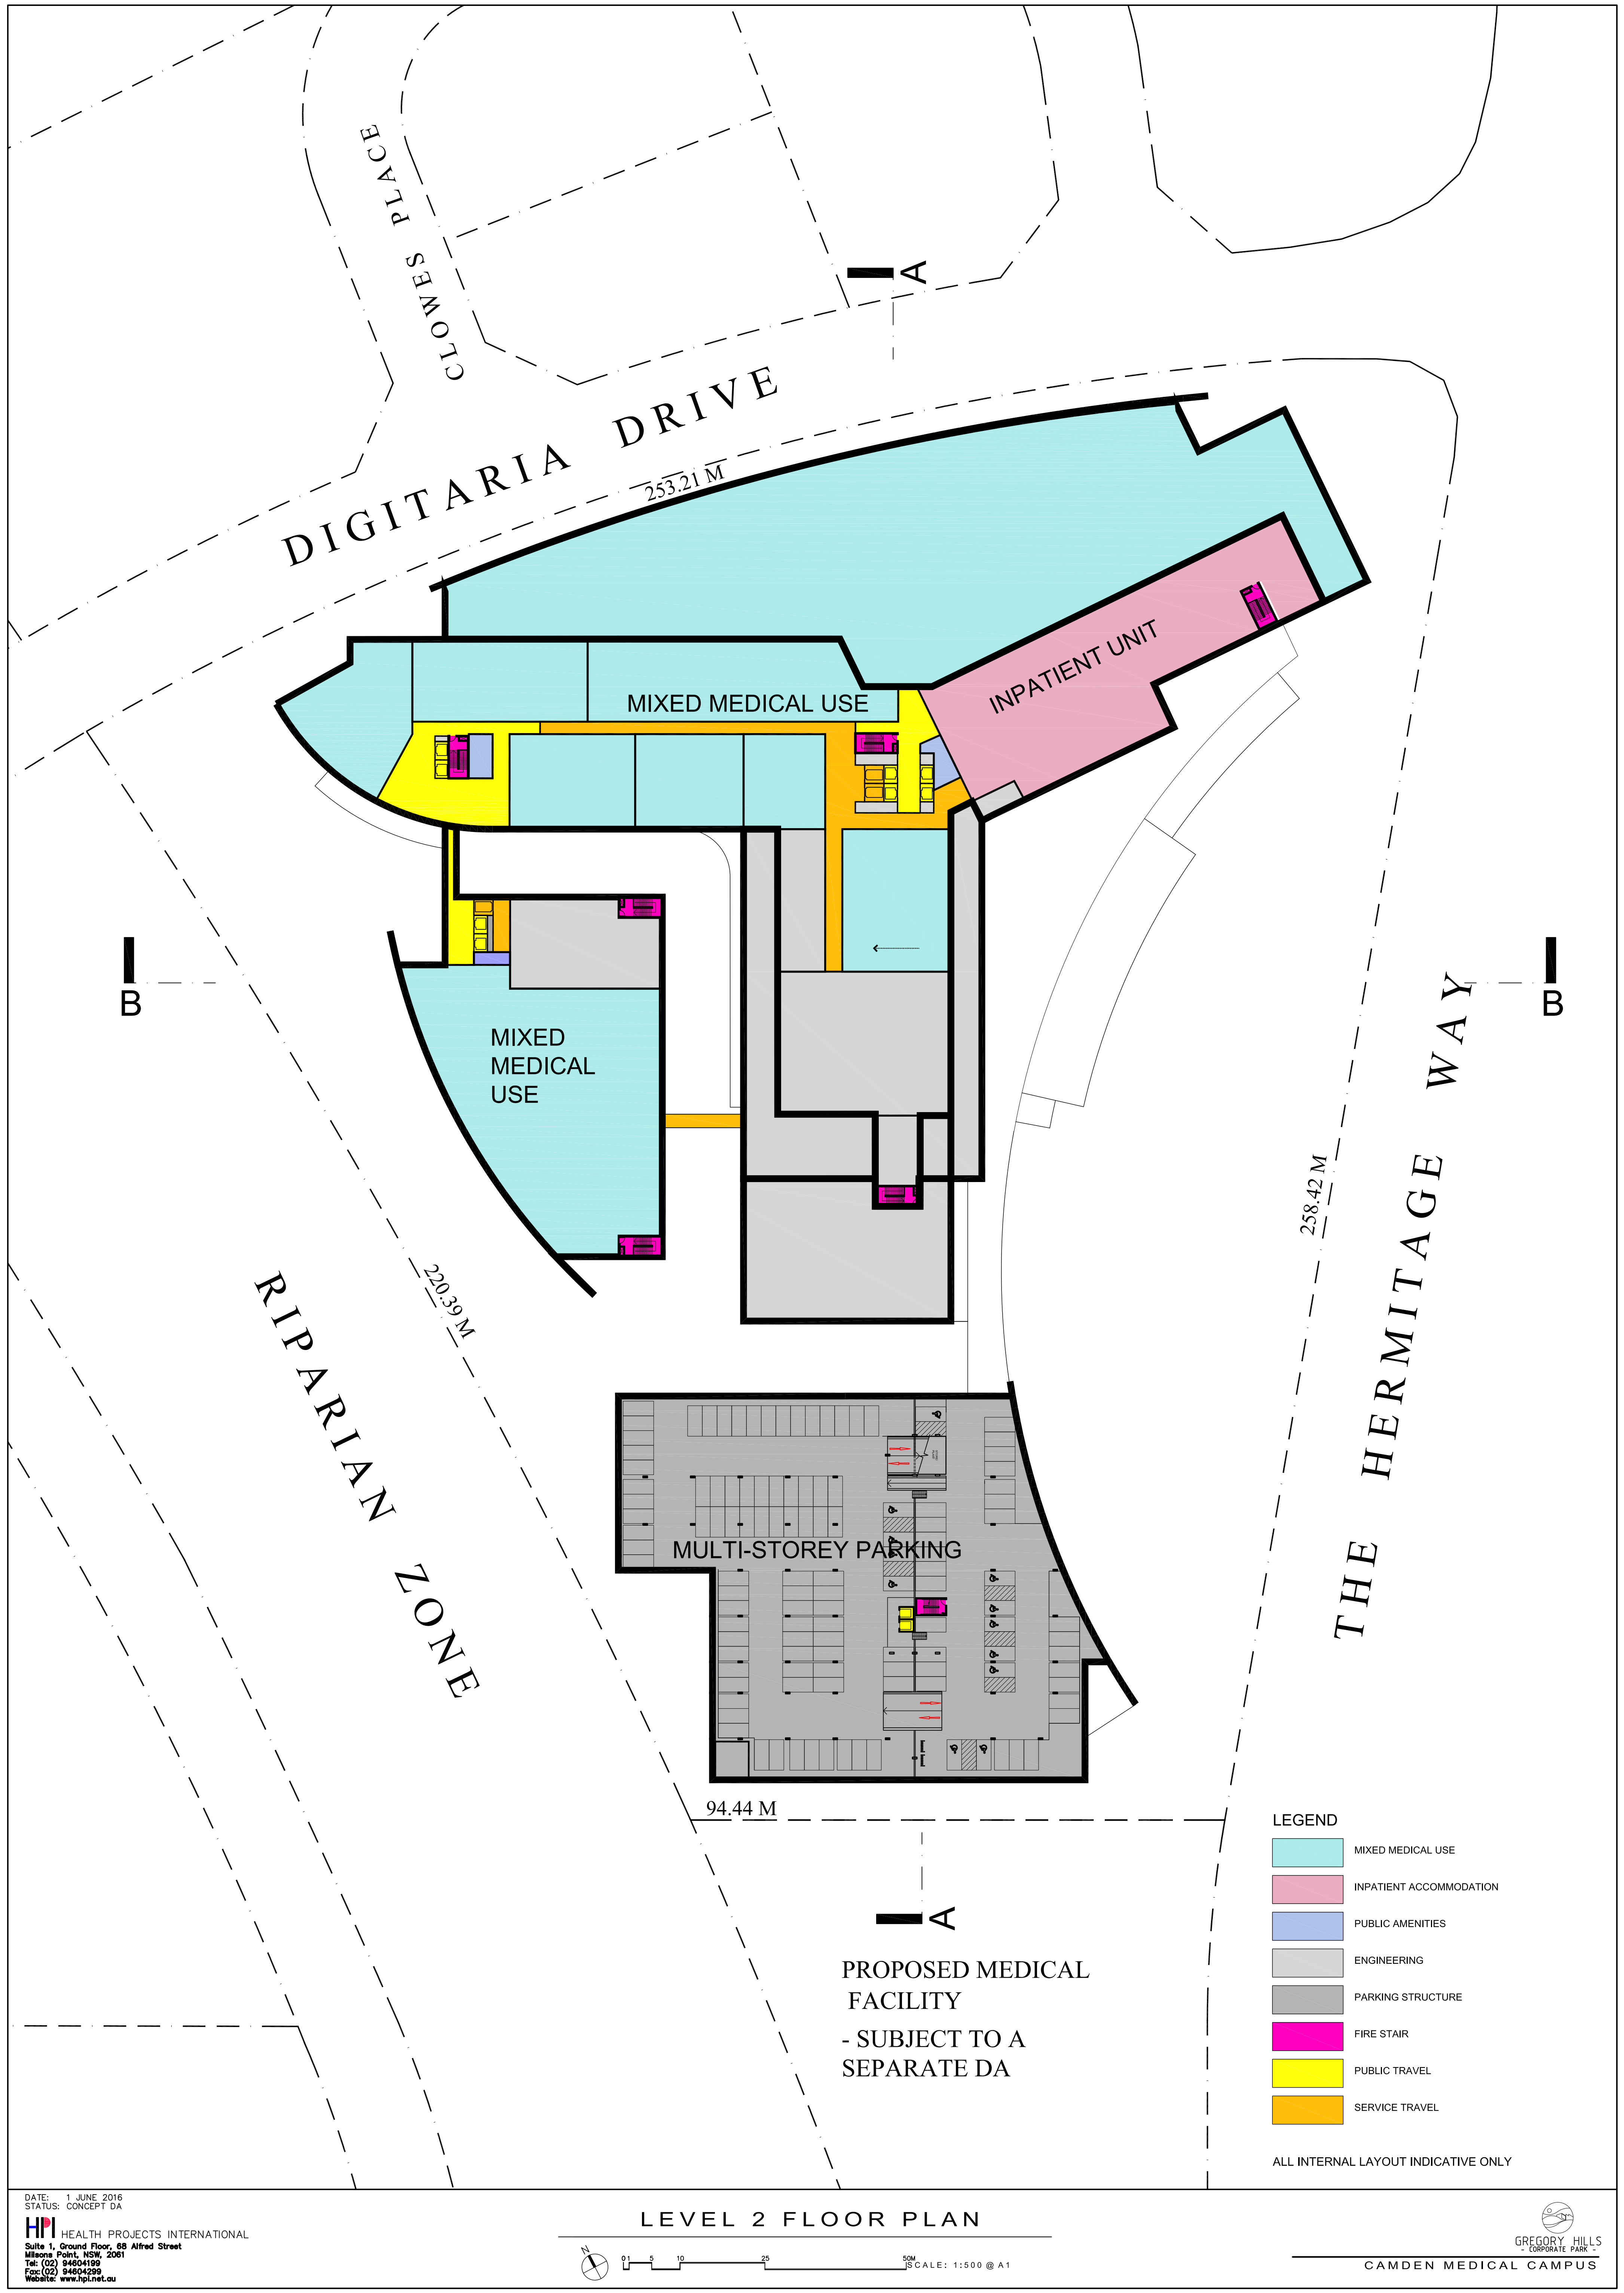 CLOWES PLACE
A
DIGITARIA DRIVE
253.21 M
INPATIENT UNIT
MIXED MEDICAL USE
B
B
MIXED
MEDICAL
USE
THE HERMITAGE WAY
258.42 M
220.39 M
RIPARIAN ZONE
MULTI-STOREY PARKING
94.44 M
A
PROPOSED MEDICAL
FACILITY
- SUBJECT TO A
SEPARATE DA
LEGEND
MIXED MEDICAL USE
INPATIENT ACCOMMODATION
PUBLIC AMENITIES
ENGINEERING
PARKING STRUCTURE
FIRE STAIR
PUBLIC TRAVEL
SERVICE TRAVEL
ALL INTERNAL LAYOUT INDICATIVE ONLY
DATE: 1 JUNE 2016
STATUS: CONCEPT DA
HPI HEALTH PROJECTS INTERNATIONAL
Suite 1, Ground Floor, 68 Alfred Street
Milsons Point, NSW, 2061
Tel: (02) 94604199
Fax:(02) 94604299
Website: www.hpi.net.au
LEVEL 2 FLOOR PLAN
N
0 1 5 10 25 50M
SCALE: 1:500 @ A1
GREGORY HILLS
- CORPORATE PARK -
CAMDEN MEDICAL CAMPUS